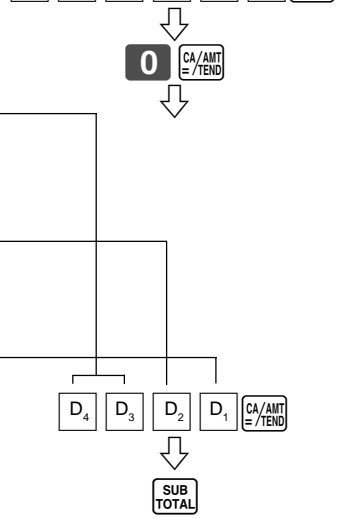 0 CA/AMT
= /TEND
D4 D3 D2 D1 CA/AMT
= /TEND
SUB
TOTAL